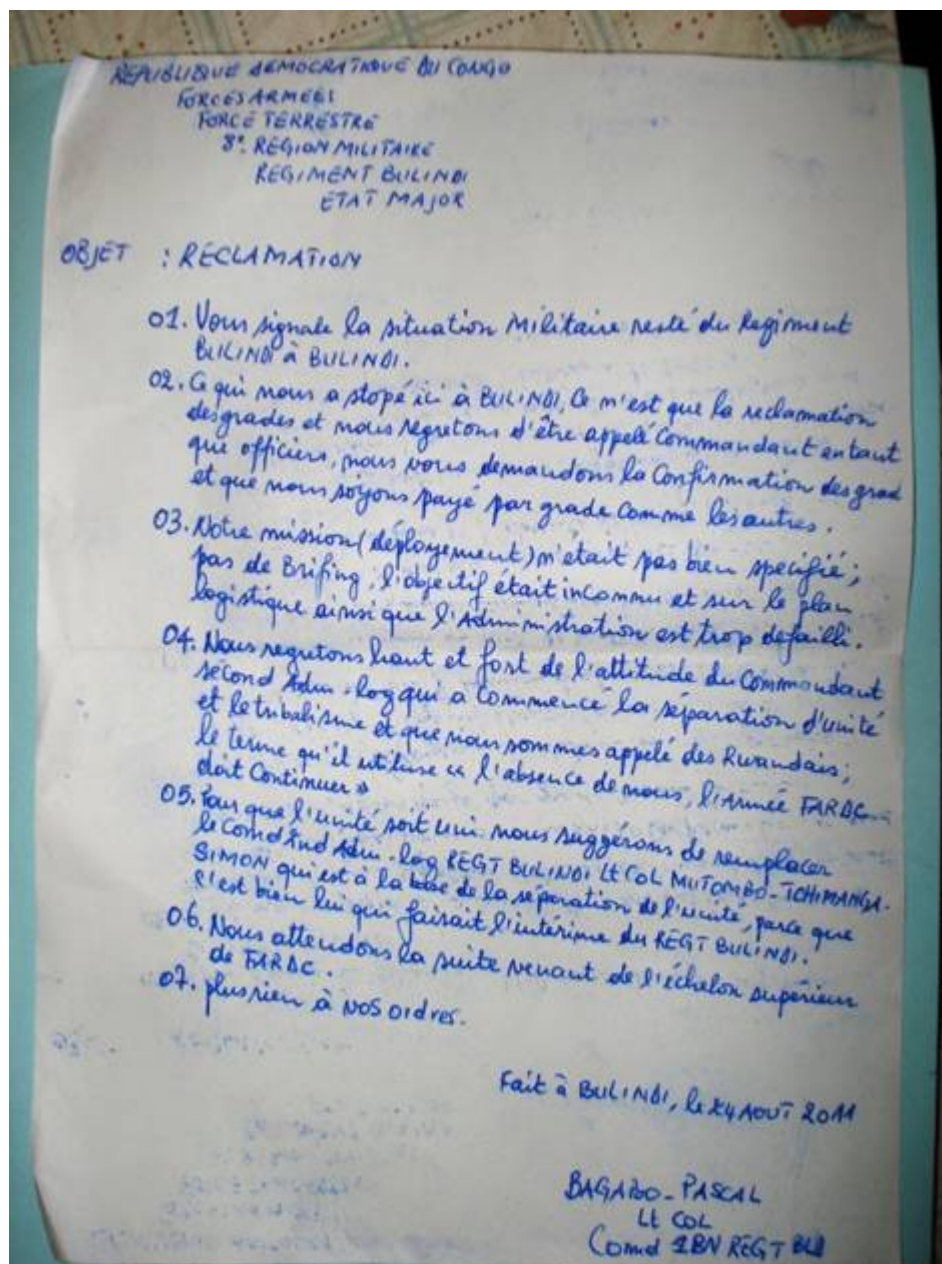 REPUBLIQUE DEMOCRATIQUE DU CONGO
FORCES ARMEES
FORCE TERRESTRE
8e. REGION MILITAIRE
REGIMENT BULINDI
ETAT MAJOR
OBJET : RECLAMATION
01. Vous signale la situation Militaire resté du Regiment
BULINDI à BULINDI.
02. Ce qui nous a stopé ici à BULINDI, Ce n'est que la reclamation
des grades et nous regretons d'être appelé Commandant en tant
que officiers, nous vous demandons la Confirmation des grad
et que nous soyons payé par grade comme les autres.
03. Notre mission (déployement) n'était pas bien specifié;
pas de Brifing, l'objectif était inconnu et sur le plan
logistique ainsi que l'Administration est trop defailli.
04. Nous regretons haut et fort de l'attitude du Commandant
second Adm-log qui a commencé la séparation d'unité
et le tribalisme et que nous sommes appelé des Rwandais;
le terme qu'il utilise « l'absence de nous, l'Armée FARDC
doit Continuer »
05. Pour que l'unité soit uni nous suggérons de remplacer
le Comd 2nd Adm-log REGT BULINDI Lt COL MUTOMBO-TCHIMANGA-
SIMON qui est à la base de la séparation de l'unité, parce que
c'est bien lui qui faisait l'intérime du REGT BULINDI.
06. Nous attendons la suite venant de l'échelon supérieur
de FARDC.
07. plus rien à vos ordres.
Fait à BULINDI, le AOUT 2011
BAGABO-PASCAL
Lt COL
Comd 1BN REGT BUL